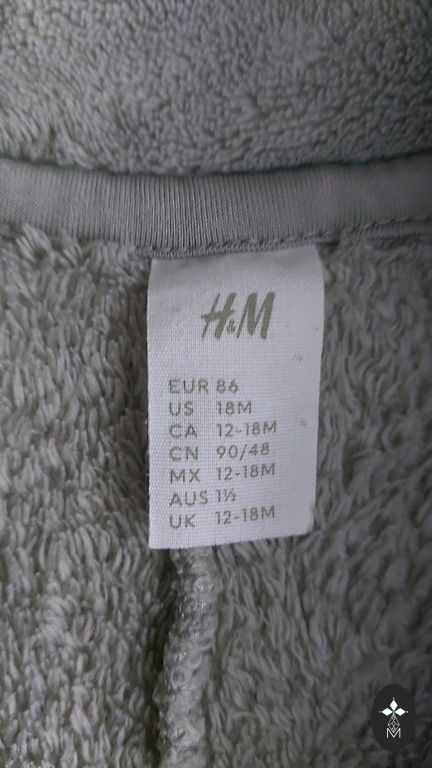 H&M
EUR 86
US 18M
CA 12-18M
CN 90/48
MX 12-18M
AUS 1½
UK 12-18M
M